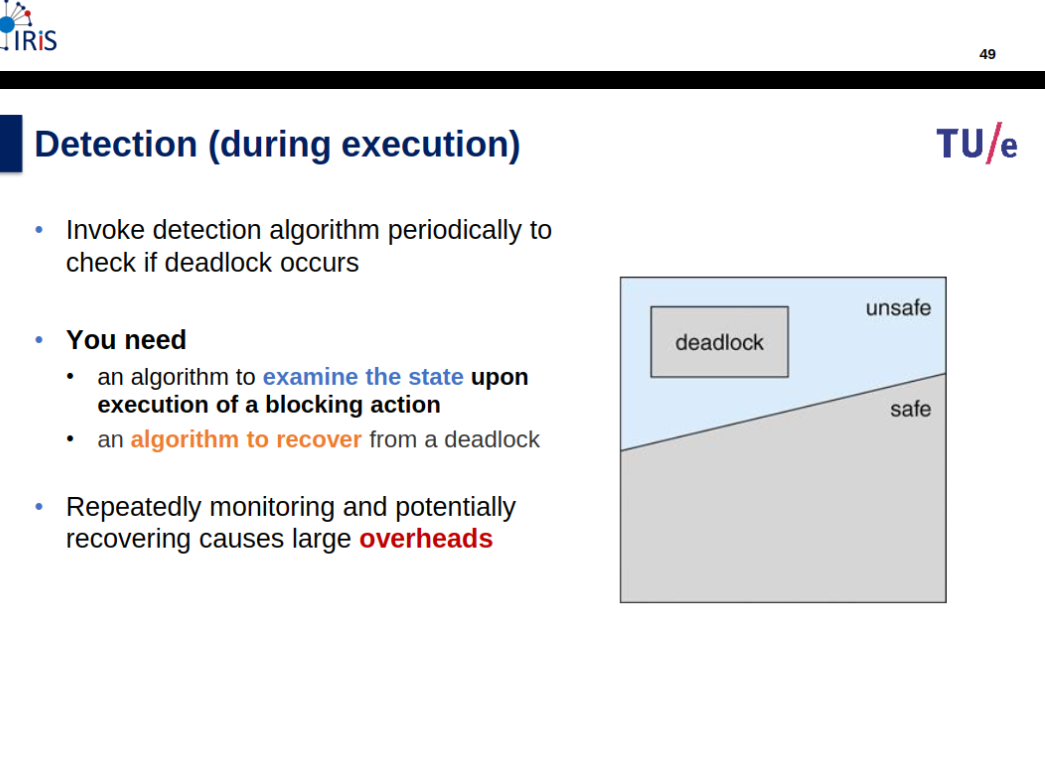 IRiS
49
Detection (during execution)
TU/e
• Invoke detection algorithm periodically to
check if deadlock occurs
• You need
• an algorithm to examine the state upon
execution of a blocking action
• an algorithm to recover from a deadlock
• Repeatedly monitoring and potentially
recovering causes large overheads
unsafe
deadlock
safe